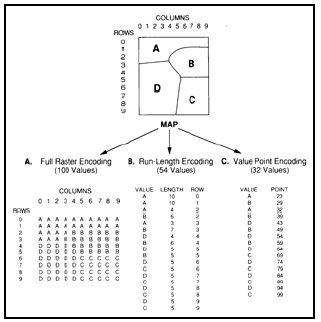 COLUMNS
0 1 2 3 4 5 6 7 8 9
ROWS
0
1 A
2
3 B
4
5
6 D
7 C
8
9
MAP
A. Full Raster Encoding B. Run-Length Encoding C. Value Point Encoding
(100 Values) (54 Values) (32 Values)
COLUMNS
0 1 2 3 4 5 6 7 8 9
ROWS
0 A A A A A A A A A A
1 A A A A A A A A A A
2 A A A A B B B B B B
3 A A A B B B B B B B
4 D D D D B B B B B B
5 D D D D D B B B B B
6 D D D D D C C C C C
7 D D D D D C C C C C
8 D D D D D C C C C C
9 D D D D D C C C C C
VALUE LENGTH ROW
A 10 0
A 10 1
A 4 2
B 6 2
A 3 3
B 7 3
D 4 4
B 6 4
D 5 5
B 5 5
D 5 6
C 5 6
D 5 7
C 5 7
D 5 8
C 5 8
D 5 9
C 5 9
VALUE POINT
A 23
B 29
A 32
B 39
D 43
B 49
D 54
B 59
D 64
C 69
D 74
C 79
D 84
C 89
D 94
C 99